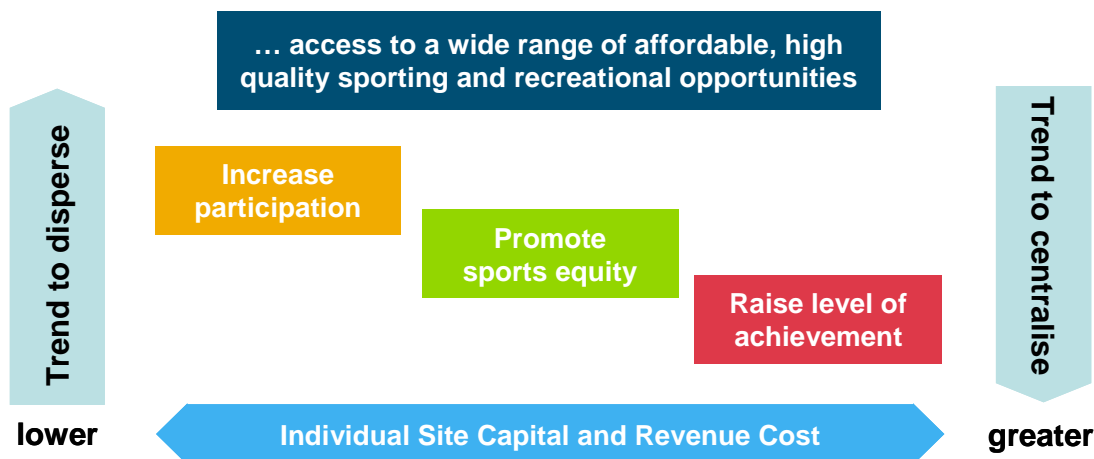 … access to a wide range of affordable, high
quality sporting and recreational opportunities
Trend to disperse
Increase
participation
Promote
sports equity
Raise level of
achievement
Trend to centralise
lower
Individual Site Capital and Revenue Cost
greater